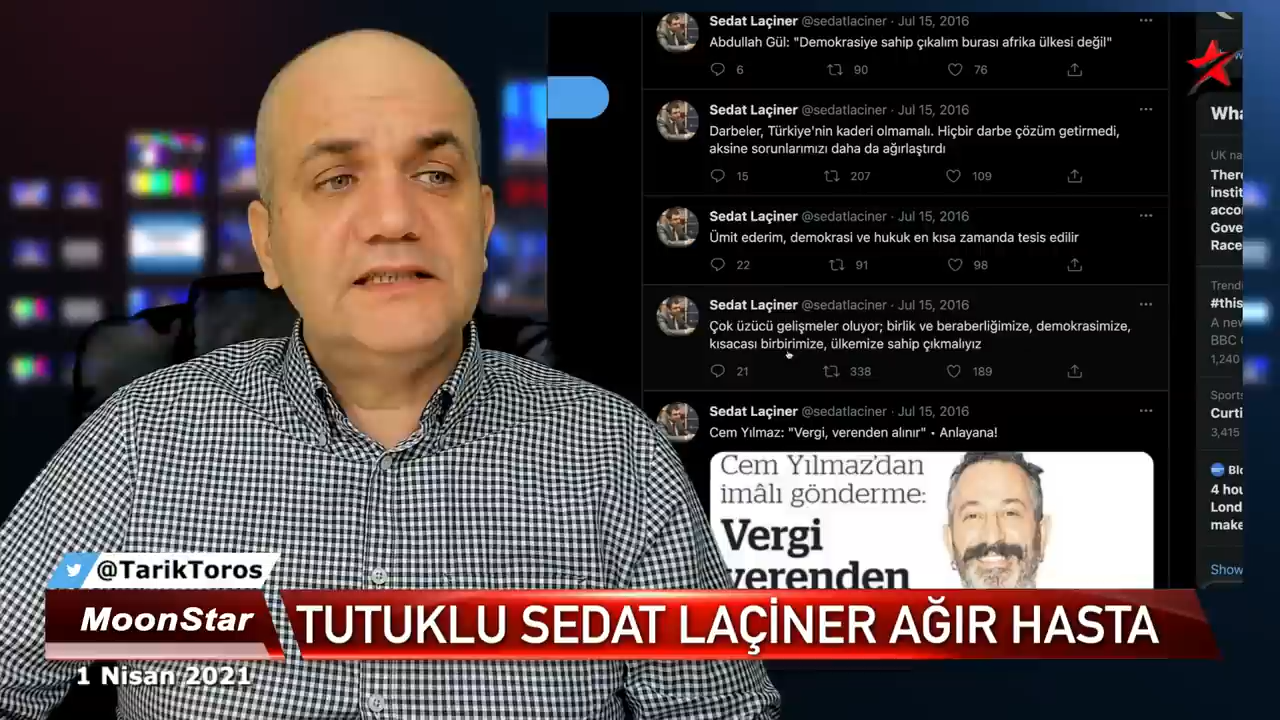 Sedat Laçiner @sedatlaciner · Jul 15, 2016
Abdullah Gül: "Demokrasiye sahip çıkalım burası afrika ülkesi değil"
6 90 76
Sedat Laçiner @sedatlaciner · Jul 15, 2016
Darbeler, Türkiye'nin kaderi olmamalı. Hiçbir darbe çözüm getirmedi,
aksine sorunlarımızı daha da ağırlaştırdı
15 207 109
Sedat Laçiner @sedatlaciner · Jul 15, 2016
Ümit ederim, demokrasi ve hukuk en kısa zamanda tesis edilir
22 91 98
Sedat Laçiner @sedatlaciner · Jul 15, 2016
Çok üzücü gelişmeler oluyor; birlik ve beraberliğimize, demokrasimize,
kısacası birbirimize, ülkemize sahip çıkmalıyız
21 338 189
Sedat Laçiner @sedatlaciner · Jul 15, 2016
Cem Yılmaz: "Vergi, verenden alınır" • Anlayana!
Cem Yılmaz'dan
imâlı gönderme:
Vergi
verenden
Wha
UK na
There
instit
accor
Gove
Race
Trendi
#this
A new
BBC
1,240
Sports
Curti
3,415
Blo
4 hou
Lond
make
Show
@TarikToros
MoonStar
TUTUKLU SEDAT LAÇİNER AĞIR HASTA
1 Nisan 2021